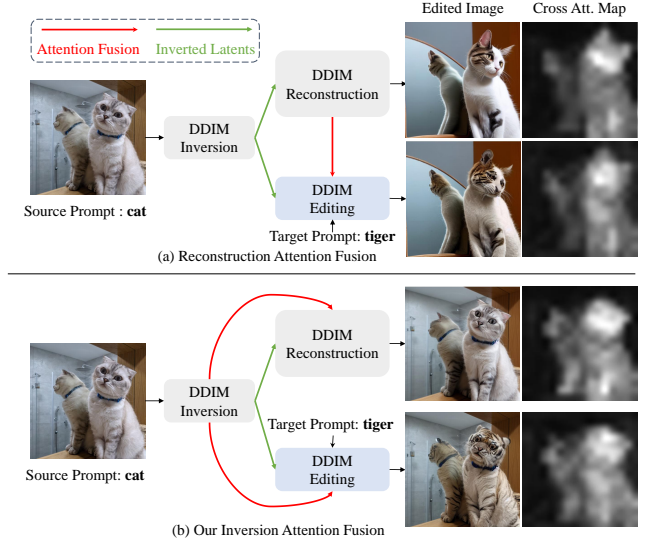 Edited Image
Cross Att. Map
Attention Fusion
Inverted Latents
DDIM
Reconstruction
DDIM
Inversion
DDIM
Editing
Source Prompt : cat
Target Prompt: tiger
(a) Reconstruction Attention Fusion
DDIM
Reconstruction
DDIM
Inversion
Target Prompt: tiger
DDIM
Editing
Source Prompt: cat
(b) Our Inversion Attention Fusion